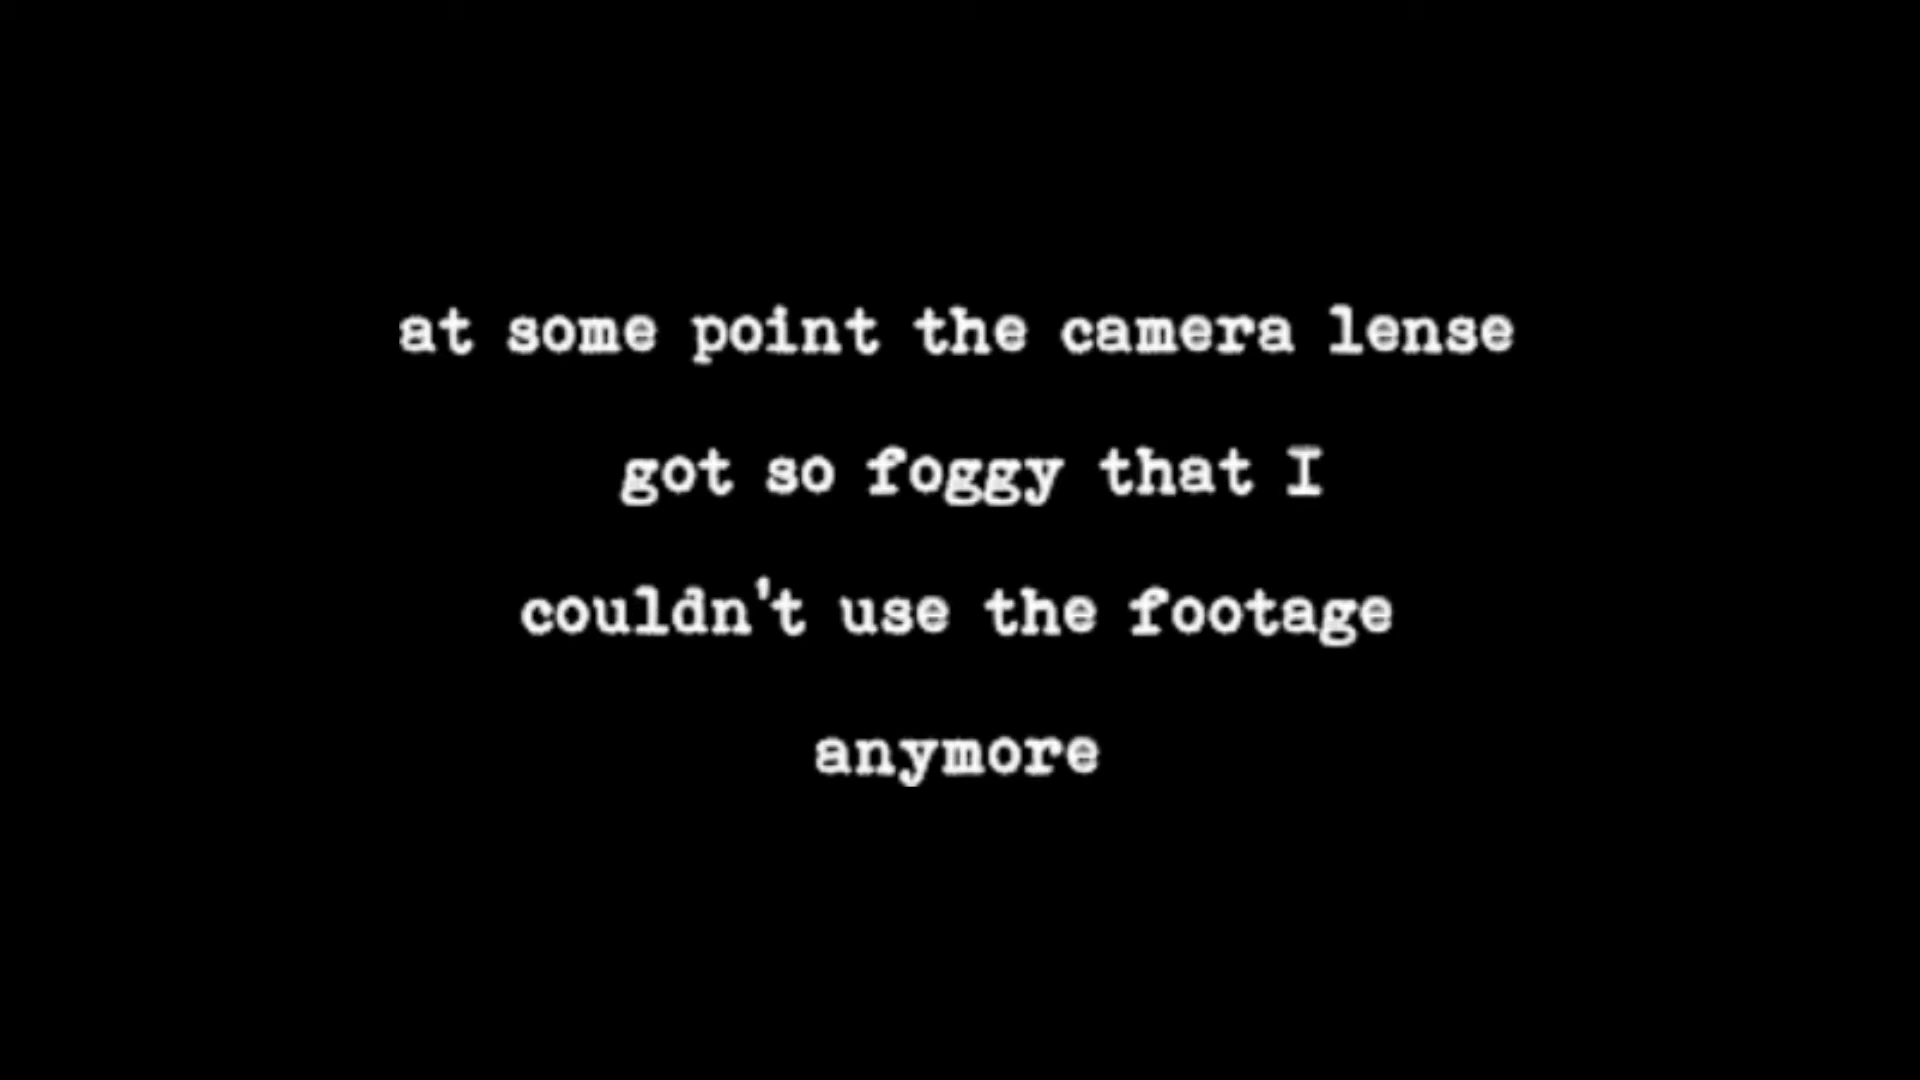 at some point the camera lense
got so foggy that I
couldn't use the footage
anymore